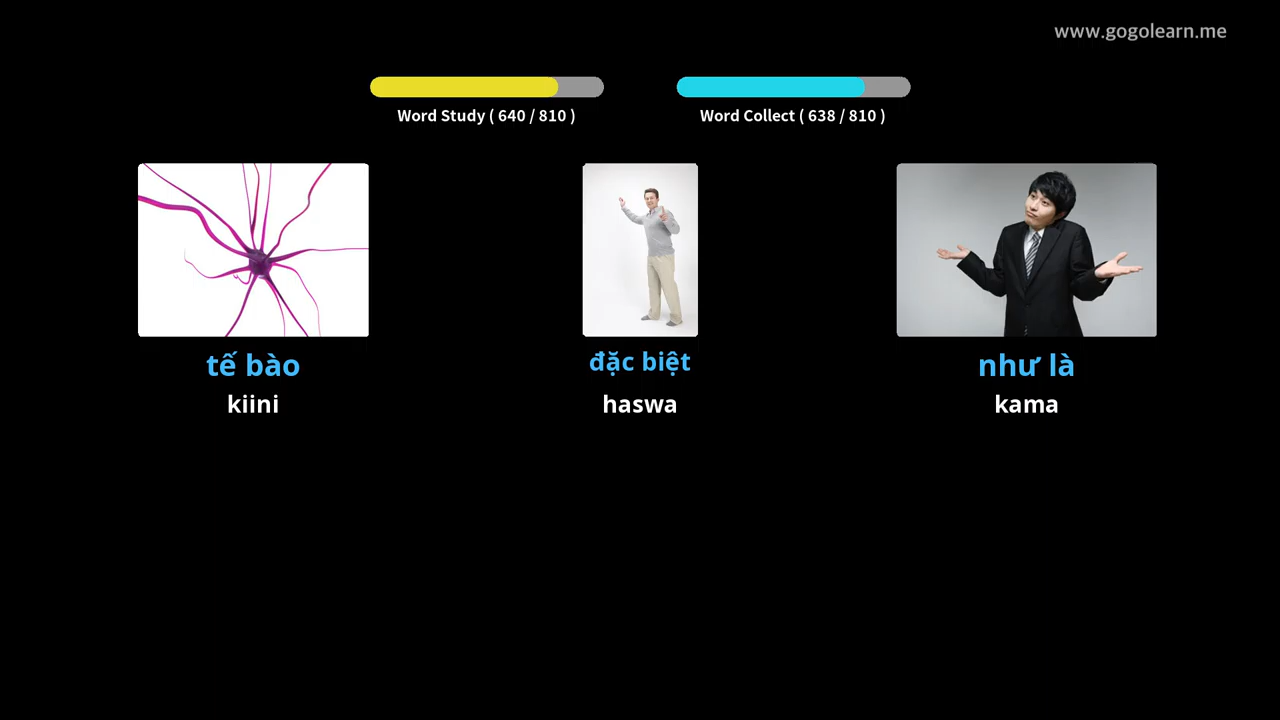 www.gogolearn.me
Word Study ( 640 / 810 )
Word Collect ( 638 / 810 )
tế bào
đặc biệt
như là
kiini
haswa
kama